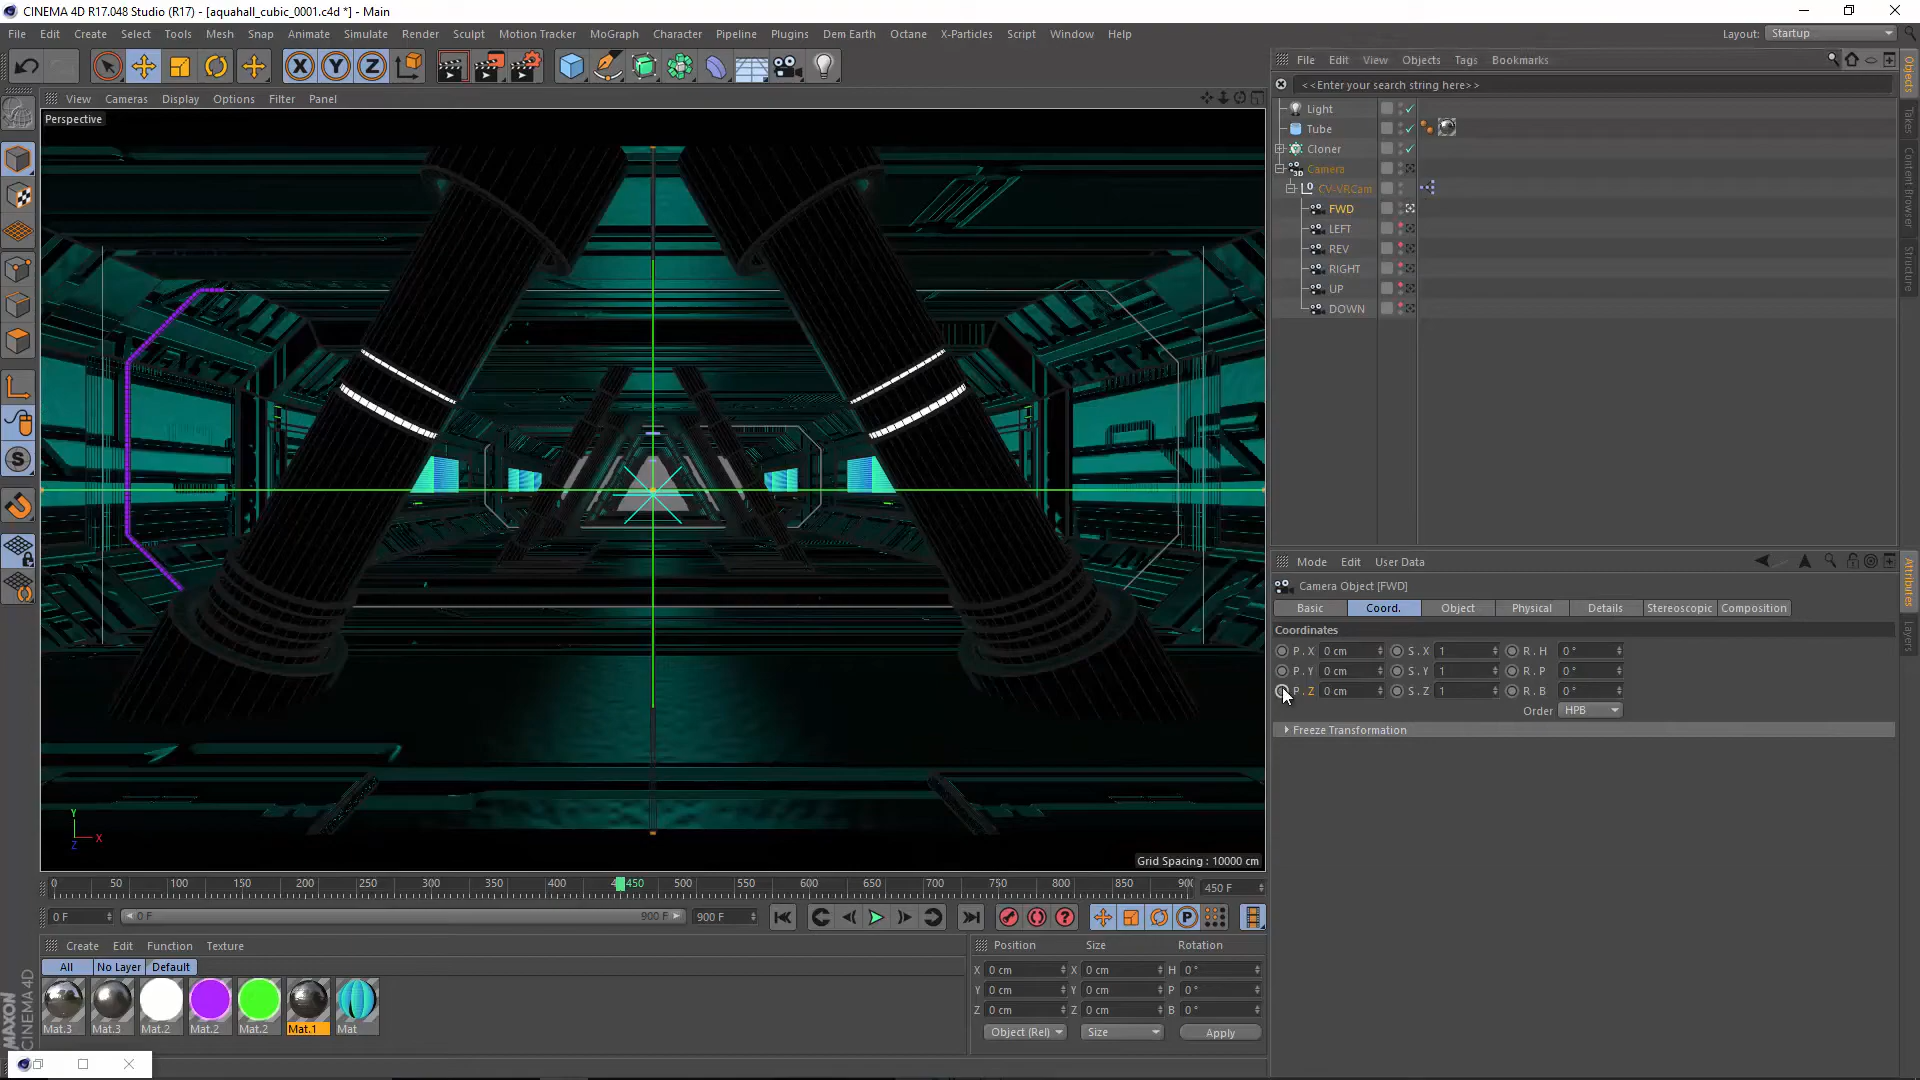 CINEMA 4D R17.048 Studio (R17) - [aquahall_cubic_0001.c4d *] - Main
File Edit Create Select Tools Mesh Snap Animate Simulate Render Sculpt Motion Tracker MoGraph Character Pipeline Plugins Dem Earth Octane X-Particles Script Window Help Layout: Startup
File Edit View Objects Tags Bookmarks
<<Enter your search string here>>
View Cameras Display Options Filter Panel
Perspective
Light
Tube
Cloner
Camera
CV-VRCam
FWD
LEFT
REV
RIGHT
UP
DOWN
Objects
Takes
Content Browser
Structure
Mode Edit User Data
Camera Object [FWD]
Basic Coord. Object Physical Details Stereoscopic Composition
Coordinates
P . X 0 cm S . X 1 R . H 0 °
P . Y 0 cm S . Y 1 R . P 0 °
P . Z 0 cm S . Z 1 R . B 0 °
Order HPB
Freeze Transformation
Attributes
Layers
Y
X
Z
Grid Spacing : 10000 cm
0 50 100 150 200 250 300 350 400 450 500 550 600 650 700 750 800 850 450 F
0 F 0 F 900 F 900 F
Create Edit Function Texture
All No Layer Default
Mat.3 Mat.3 Mat.2 Mat.2 Mat.2 Mat.1 Mat
Position Size Rotation
X 0 cm X 0 cm H 0 °
Y 0 cm Y 0 cm P 0 °
Z 0 cm Z 0 cm B 0 °
Object (Rel) Size Apply
MAXON
CINEMA 4D